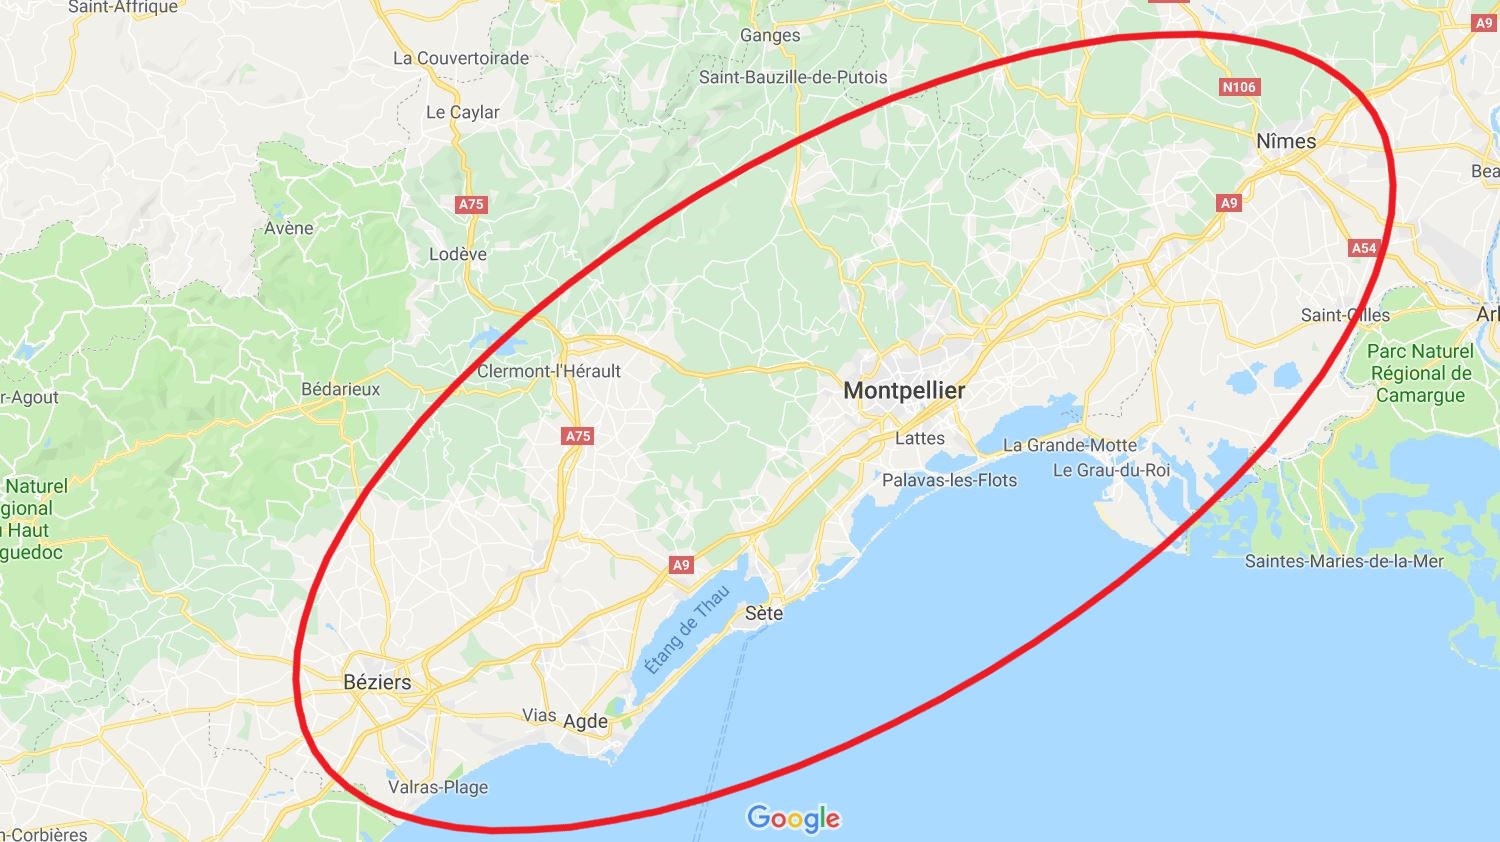 Saint-Affrique
Ganges
A9
La Couvertoirade
Saint-Bauzille-de-Putois
N106
Le Caylar
Nîmes
Bea
A75
A9
Avène
Lodève
A54
Saint-Gilles
Arl
Parc Naturel
Régional de
Camargue
Clermont-l'Hérault
Bédarieux
Montpellier
r-Agout
A75
Lattes
La Grande-Motte
Le Grau-du-Roi
Palavas-les-Flots
Naturel
gional
Haut
guedoc
A9
Saintes-Maries-de-la-Mer
Étang de Thau
Sète
Béziers
Vias
Agde
Valras-Plage
Google
n-Corbières